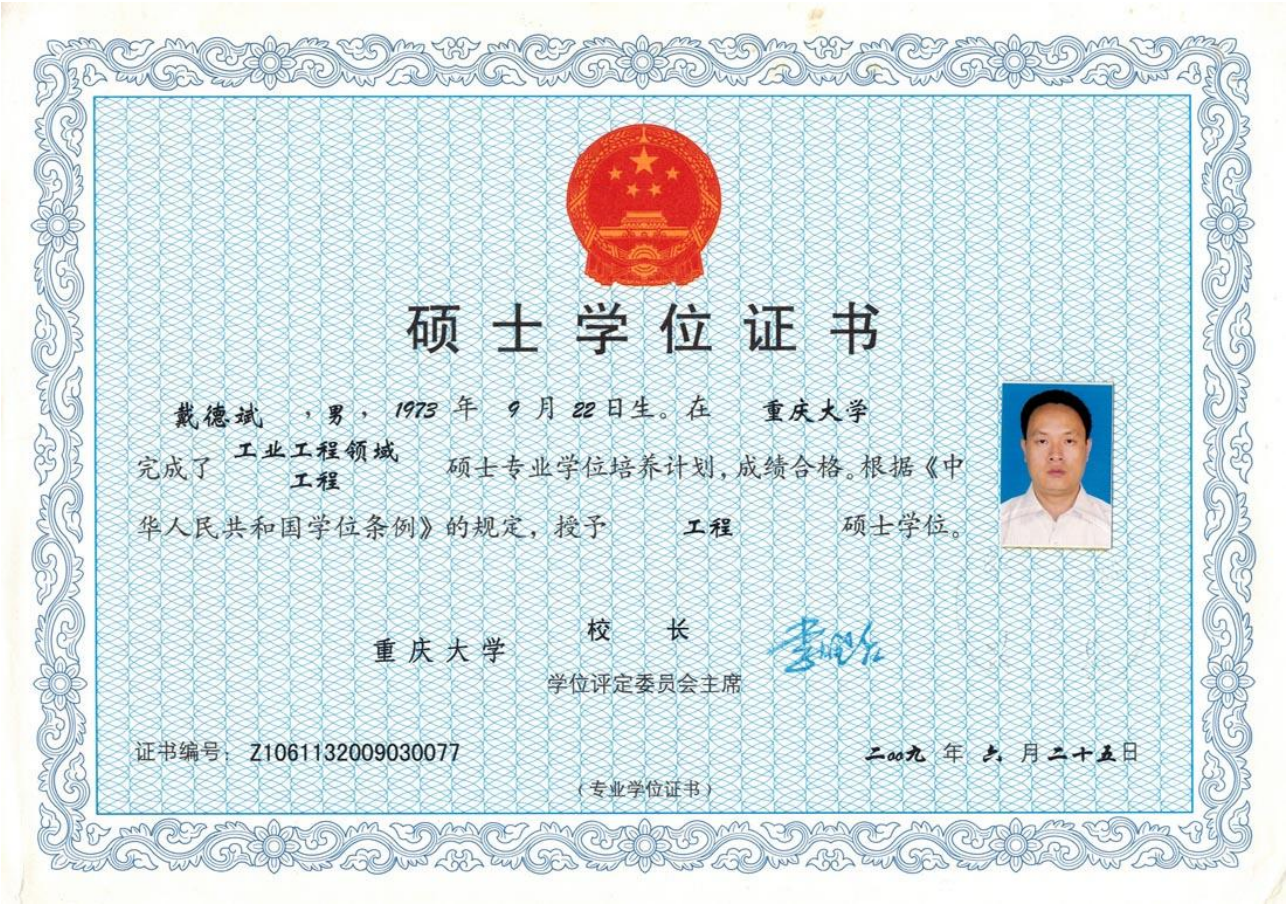 硕士学位证书
戴德斌 ，男，1973 年 9 月 22 日生。在 重庆大学
完成了 工业工程领域
工程 硕士专业学位培养计划，成绩合格。根据《中
华人民共和国学位条例》的规定，授予 工程 硕士学位。
重庆大学 校 长
学位评定委员会主席
证书编号：Z1061132009030077
二〇〇九 年 六 月 二十五 日
（专业学位证书）